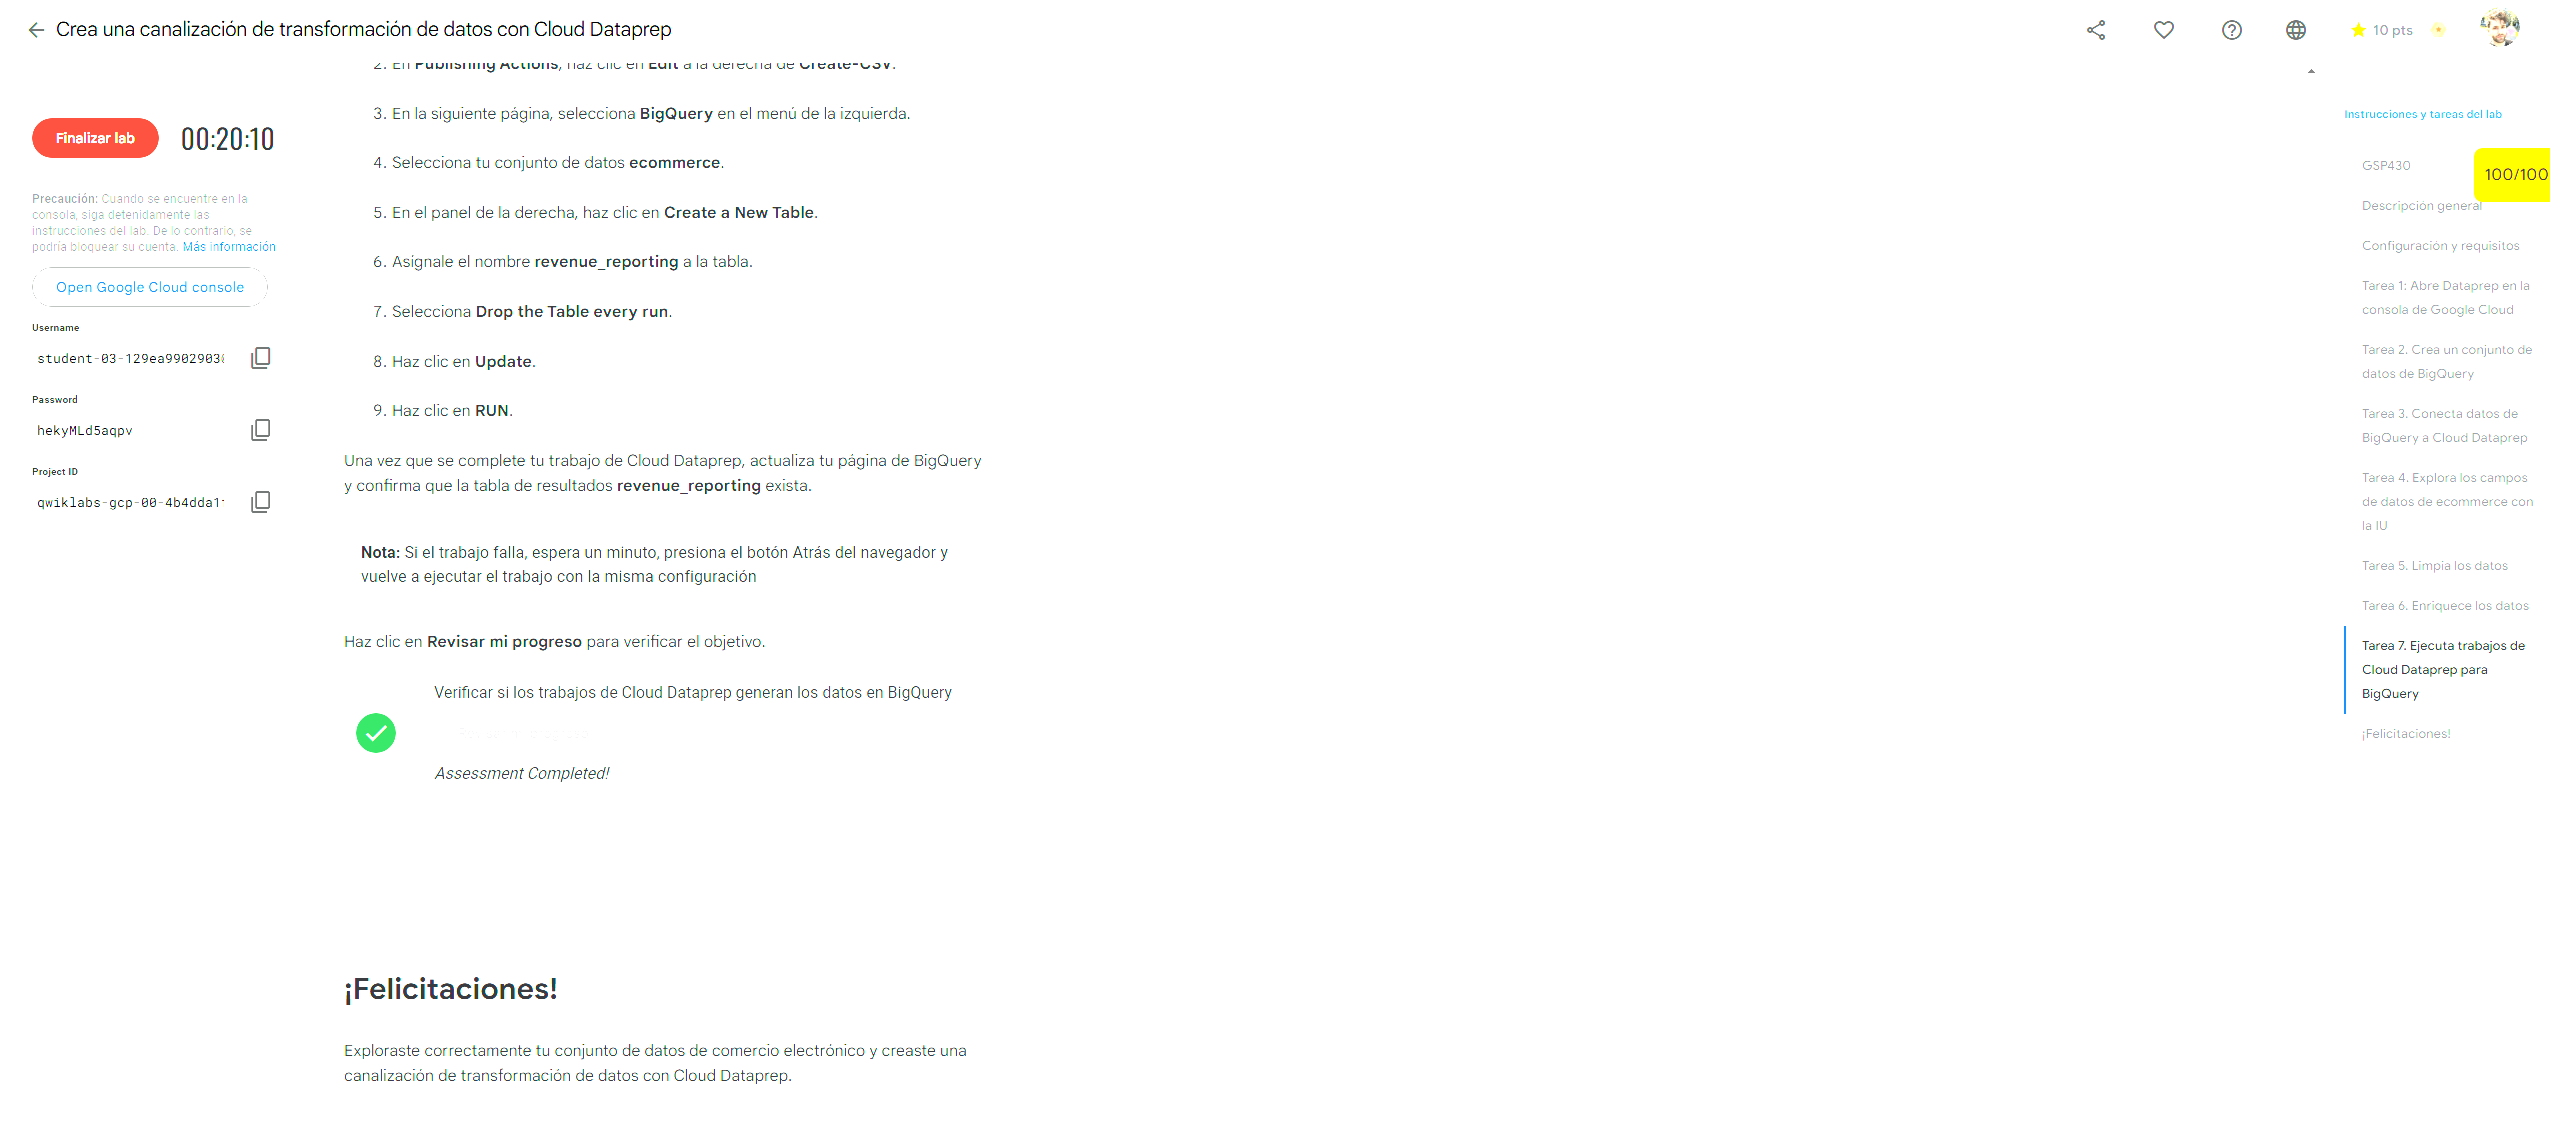 Crea una canalización de transformación de datos con Cloud Dataprep
10 pts
2. En Publishing Actions, haz clic en Edit a la derecha de Create-CSV.
Finalizar lab
00:20:10
Precaución: Cuando se encuentre en la
consola, siga detenidamente las
instrucciones del lab. De lo contrario, se
podría bloquear su cuenta. Más información
Open Google Cloud console
Username
student-03-129ea9902903
Password
hekyMLd5aqpv
Project ID
qwiklabs-gcp-00-4b4dda1
3. En la siguiente página, selecciona BigQuery en el menú de la izquierda.
4. Selecciona tu conjunto de datos ecommerce.
5. En el panel de la derecha, haz clic en Create a New Table.
6. Asígnale el nombre revenue_reporting a la tabla.
7. Selecciona Drop the Table every run.
8. Haz clic en Update.
9. Haz clic en RUN.
Una vez que se complete tu trabajo de Cloud Dataprep, actualiza tu página de BigQuery
y confirma que la tabla de resultados revenue_reporting exista.
Nota: Si el trabajo falla, espera un minuto, presiona el botón Atrás del navegador y
vuelve a ejecutar el trabajo con la misma configuración
Haz clic en Revisar mi progreso para verificar el objetivo.
Verificar si los trabajos de Cloud Dataprep generan los datos en BigQuery
Assessment Completed!
¡Felicitaciones!
Exploraste correctamente tu conjunto de datos de comercio electrónico y creaste una
canalización de transformación de datos con Cloud Dataprep.
Instrucciones y tareas del lab
GSP430
100/100
Descripción general
Configuración y requisitos
Tarea 1: Abre Dataprep en la
consola de Google Cloud
Tarea 2. Crea un conjunto de
datos de BigQuery
Tarea 3. Conecta datos de
BigQuery a Cloud Dataprep
Tarea 4. Explora los campos
de datos de ecommerce con
la IU
Tarea 5. Limpia los datos
Tarea 6. Enriquece los datos
Tarea 7. Ejecuta trabajos de
Cloud Dataprep para
BigQuery
¡Felicitaciones!